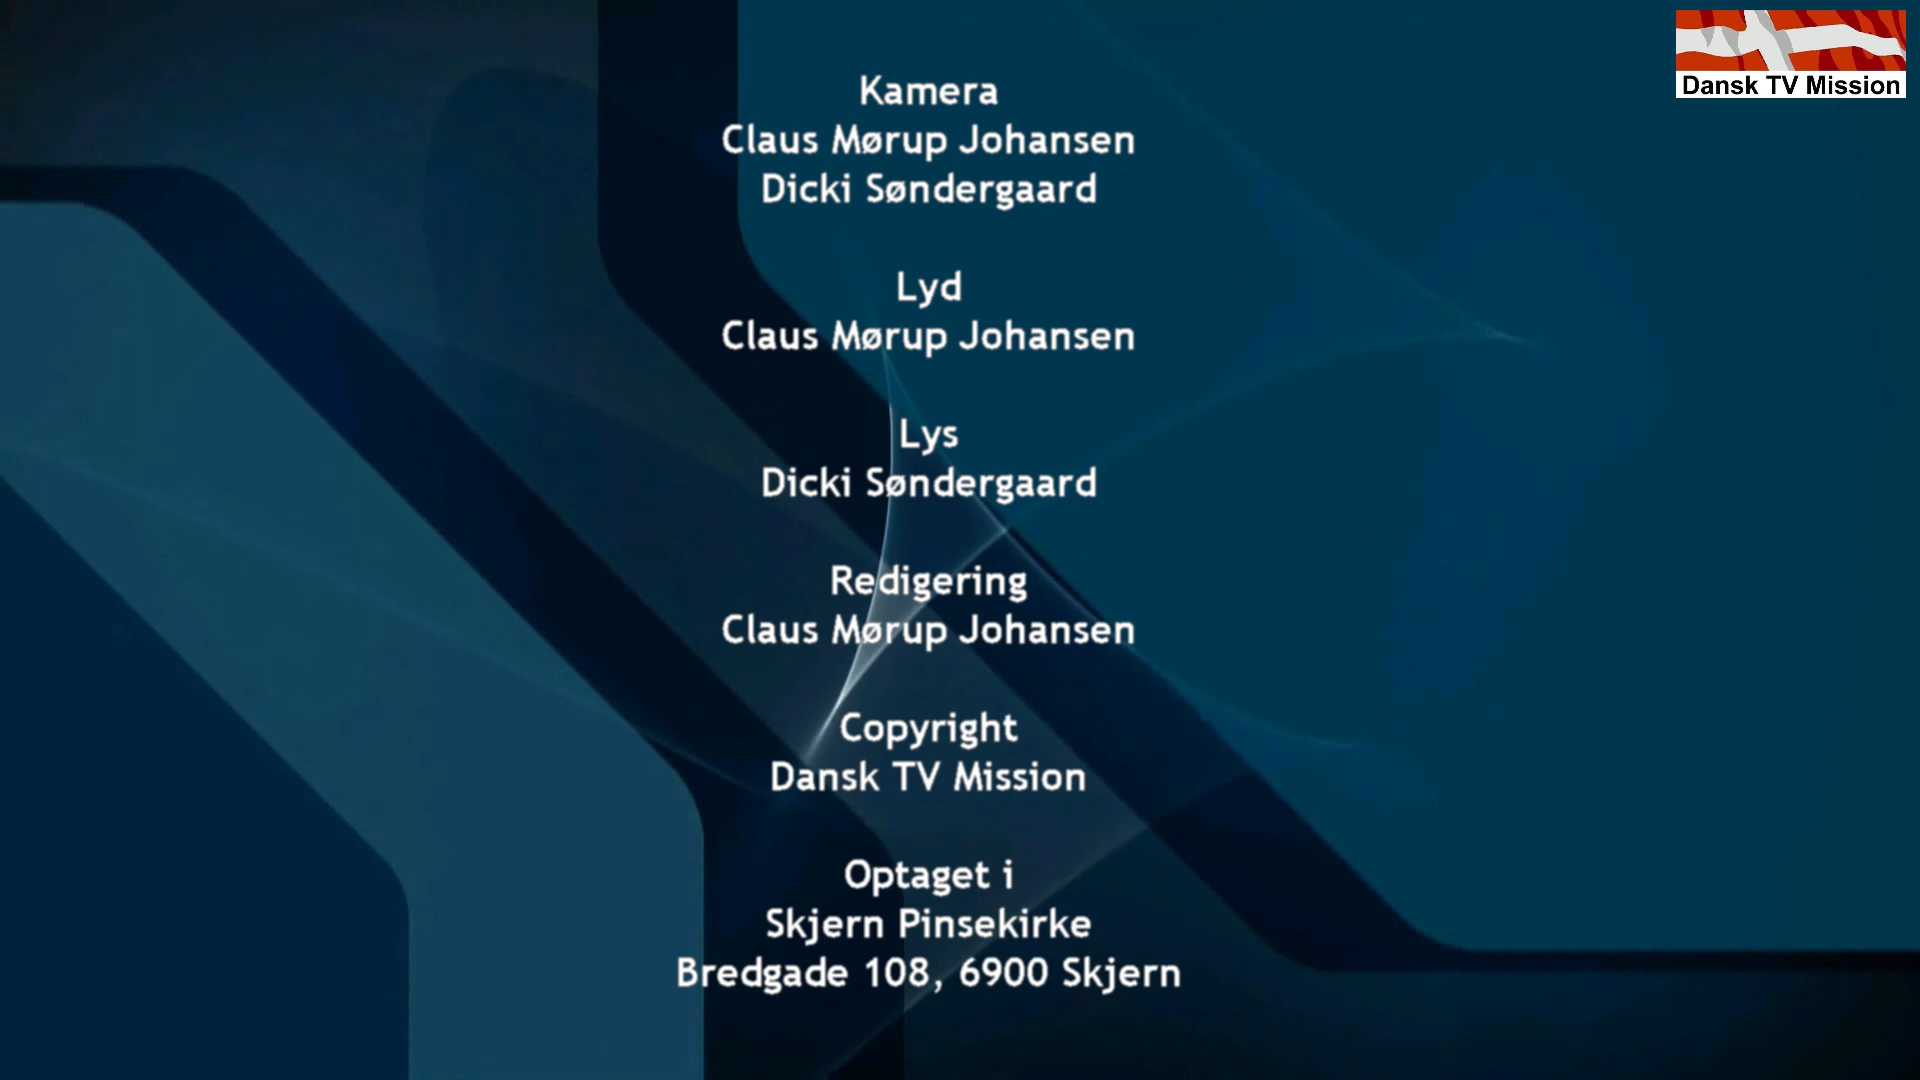 Dansk TV Mission
Kamera
Claus Mørup Johansen
Dicki Søndergaard
Lyd
Claus Mørup Johansen
Lys
Dicki Søndergaard
Redigering
Claus Mørup Johansen
Copyright
Dansk TV Mission
Optaget i
Skjern Pinsekirke
Bredgade 108, 6900 Skjern